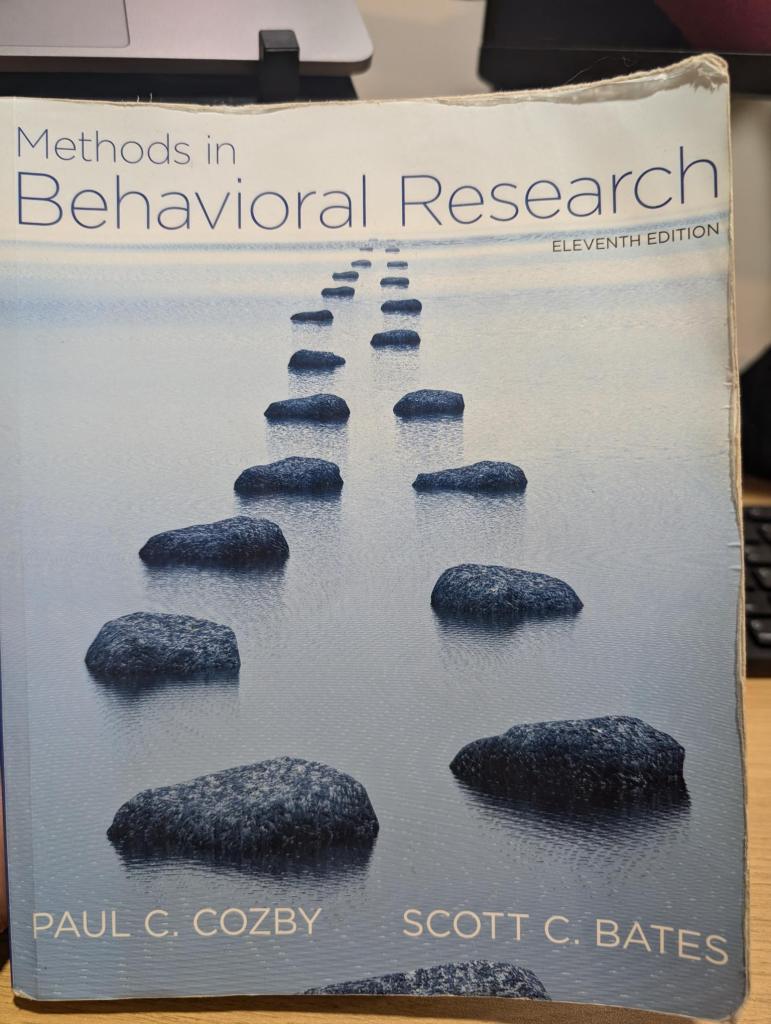 Methods in
Behavioral Research
ELEVENTH EDITION
PAUL C. COZBY SCOTT C. BATES